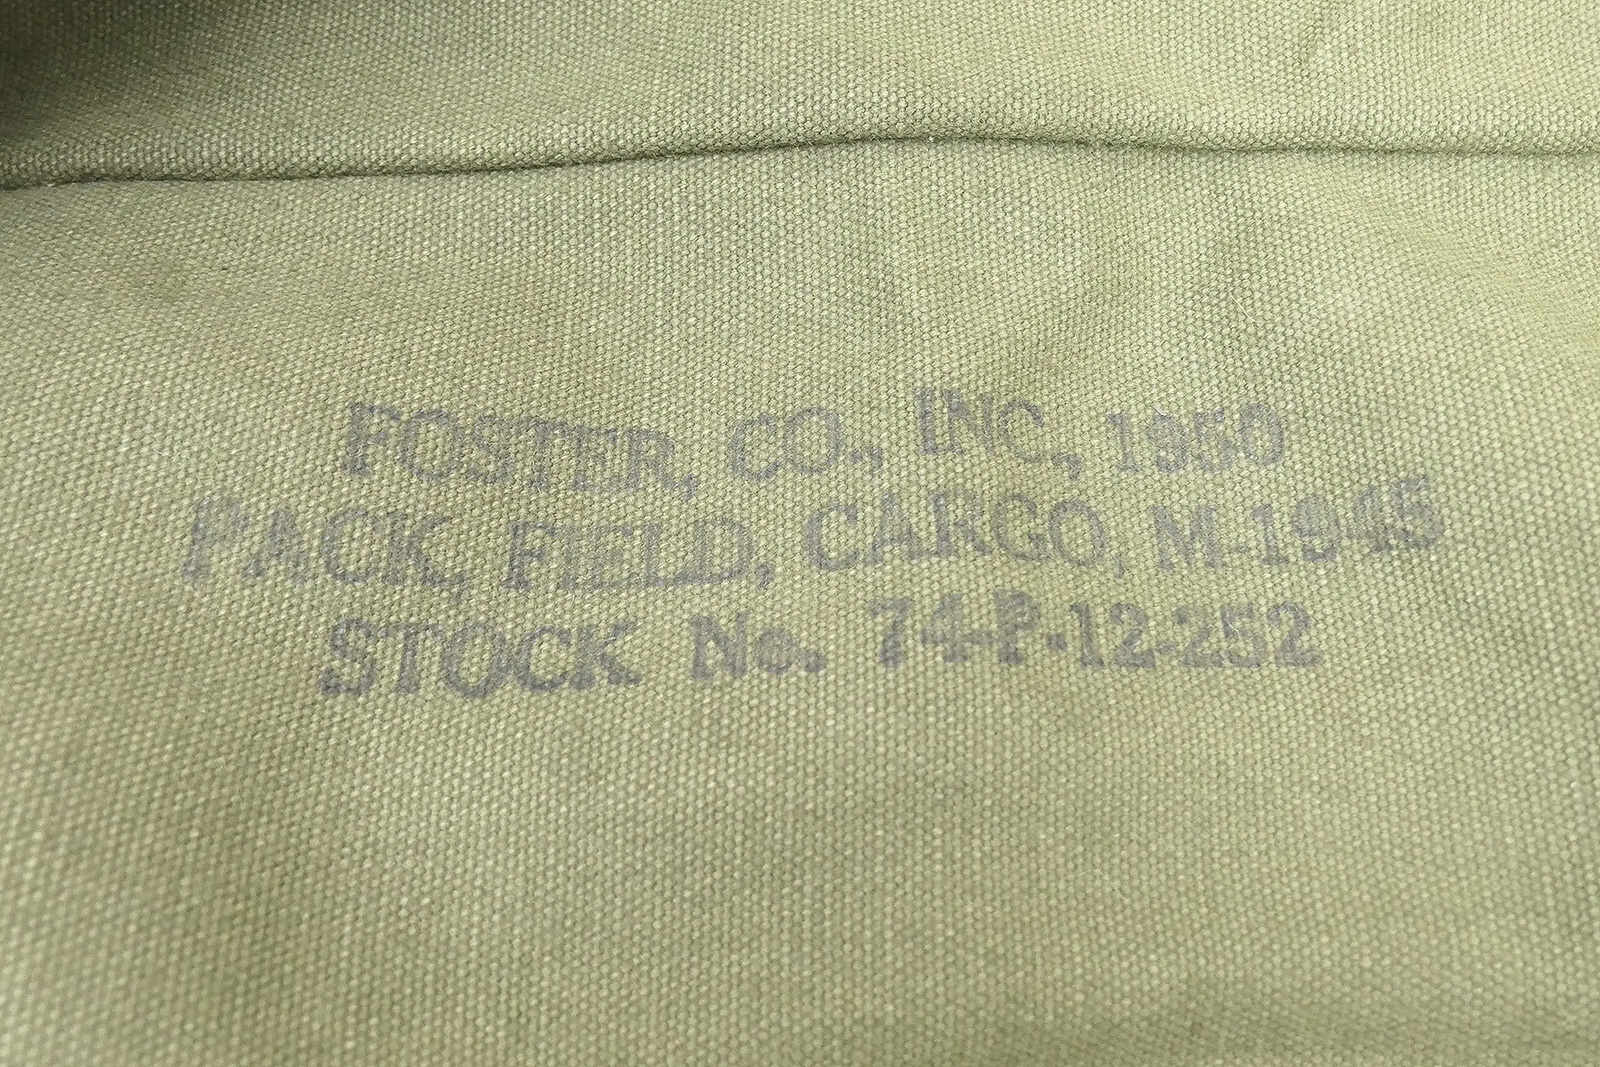 FOSTER, CO., INC, 1950
PACK, FIELD, CARGO, M-1945
STOCK No. 74-P-12-252